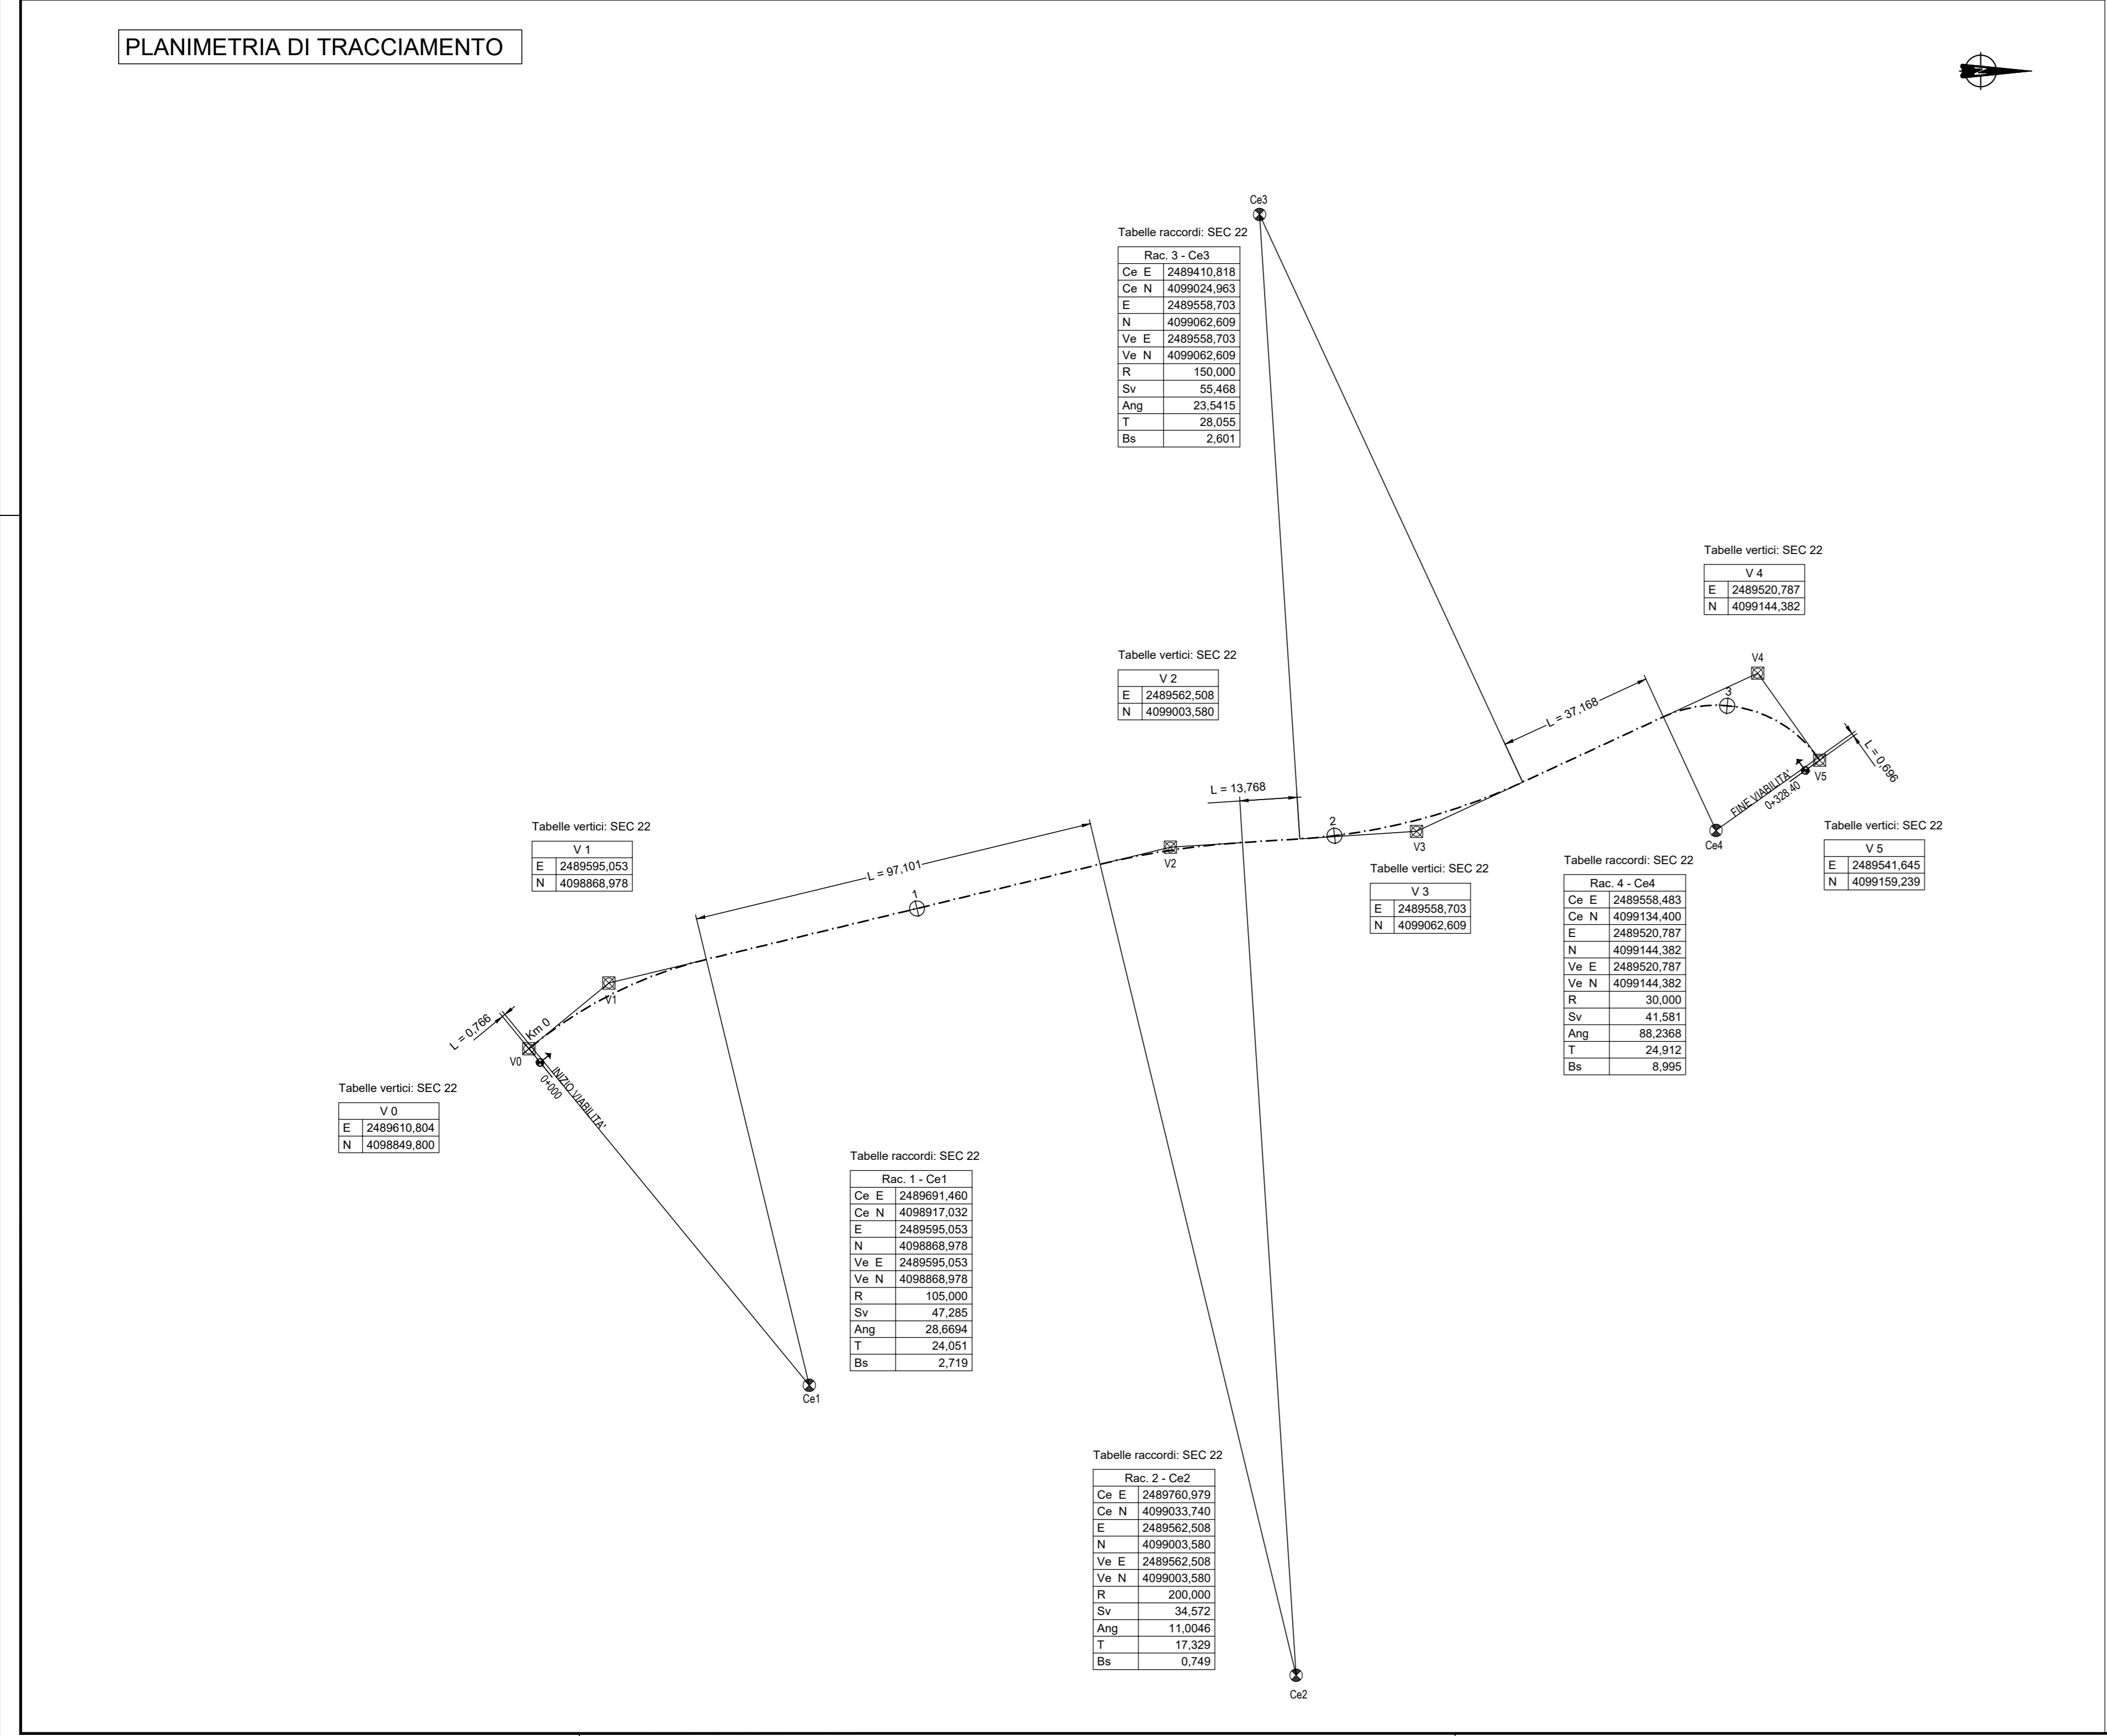 PLANIMETRIA DI TRACCIAMENTO
Ce3
Tabelle raccordi: SEC 22
Rac. 3 - Ce3
Ce E 2489410,818
Ce N 4099024,963
E 2489558,703
N 4099062,609
Ve E 2489558,703
Ve N 4099062,609
R 150,000
Sv 55,468
Ang 23,5415
T 28,055
Bs 2,601
Tabelle vertici: SEC 22
V 4
E 2489520,787
N 4099144,382
V4
3
L = 37,168
L = 0,696
V5
FINE VIABILITA'
0+328.40
Ce4
Tabelle vertici: SEC 22
V 2
E 2489562,508
N 4099003,580
L = 13,768
2
V3
V2
Tabelle vertici: SEC 22
V 5
E 2489541,645
N 4099159,239
Tabelle vertici: SEC 22
V 1
E 2489595,053
N 4098868,978
L = 97,101
1
Tabelle vertici: SEC 22
V 3
E 2489558,703
N 4099062,609
Tabelle raccordi: SEC 22
Rac. 4 - Ce4
Ce E 2489558,483
Ce N 4099134,400
E 2489520,787
N 4099144,382
Ve E 2489520,787
Ve N 4099144,382
R 30,000
Sv 41,581
Ang 88,2368
T 24,912
Bs 8,995
V1
L = 0,766
Km 0
V0
INIZIO VIABILITA'
0+000
Tabelle vertici: SEC 22
V 0
E 2489610,804
N 4098849,800
Tabelle raccordi: SEC 22
Rac. 1 - Ce1
Ce E 2489691,460
Ce N 4098917,032
E 2489595,053
N 4098868,978
Ve E 2489595,053
Ve N 4098868,978
R 105,000
Sv 47,285
Ang 28,6694
T 24,051
Bs 2,719
Ce1
Tabelle raccordi: SEC 22
Rac. 2 - Ce2
Ce E 2489760,979
Ce N 4099033,740
E 2489562,508
N 4099003,580
Ve E 2489562,508
Ve N 4099003,580
R 200,000
Sv 34,572
Ang 11,0046
T 17,329
Bs 0,749
Ce2